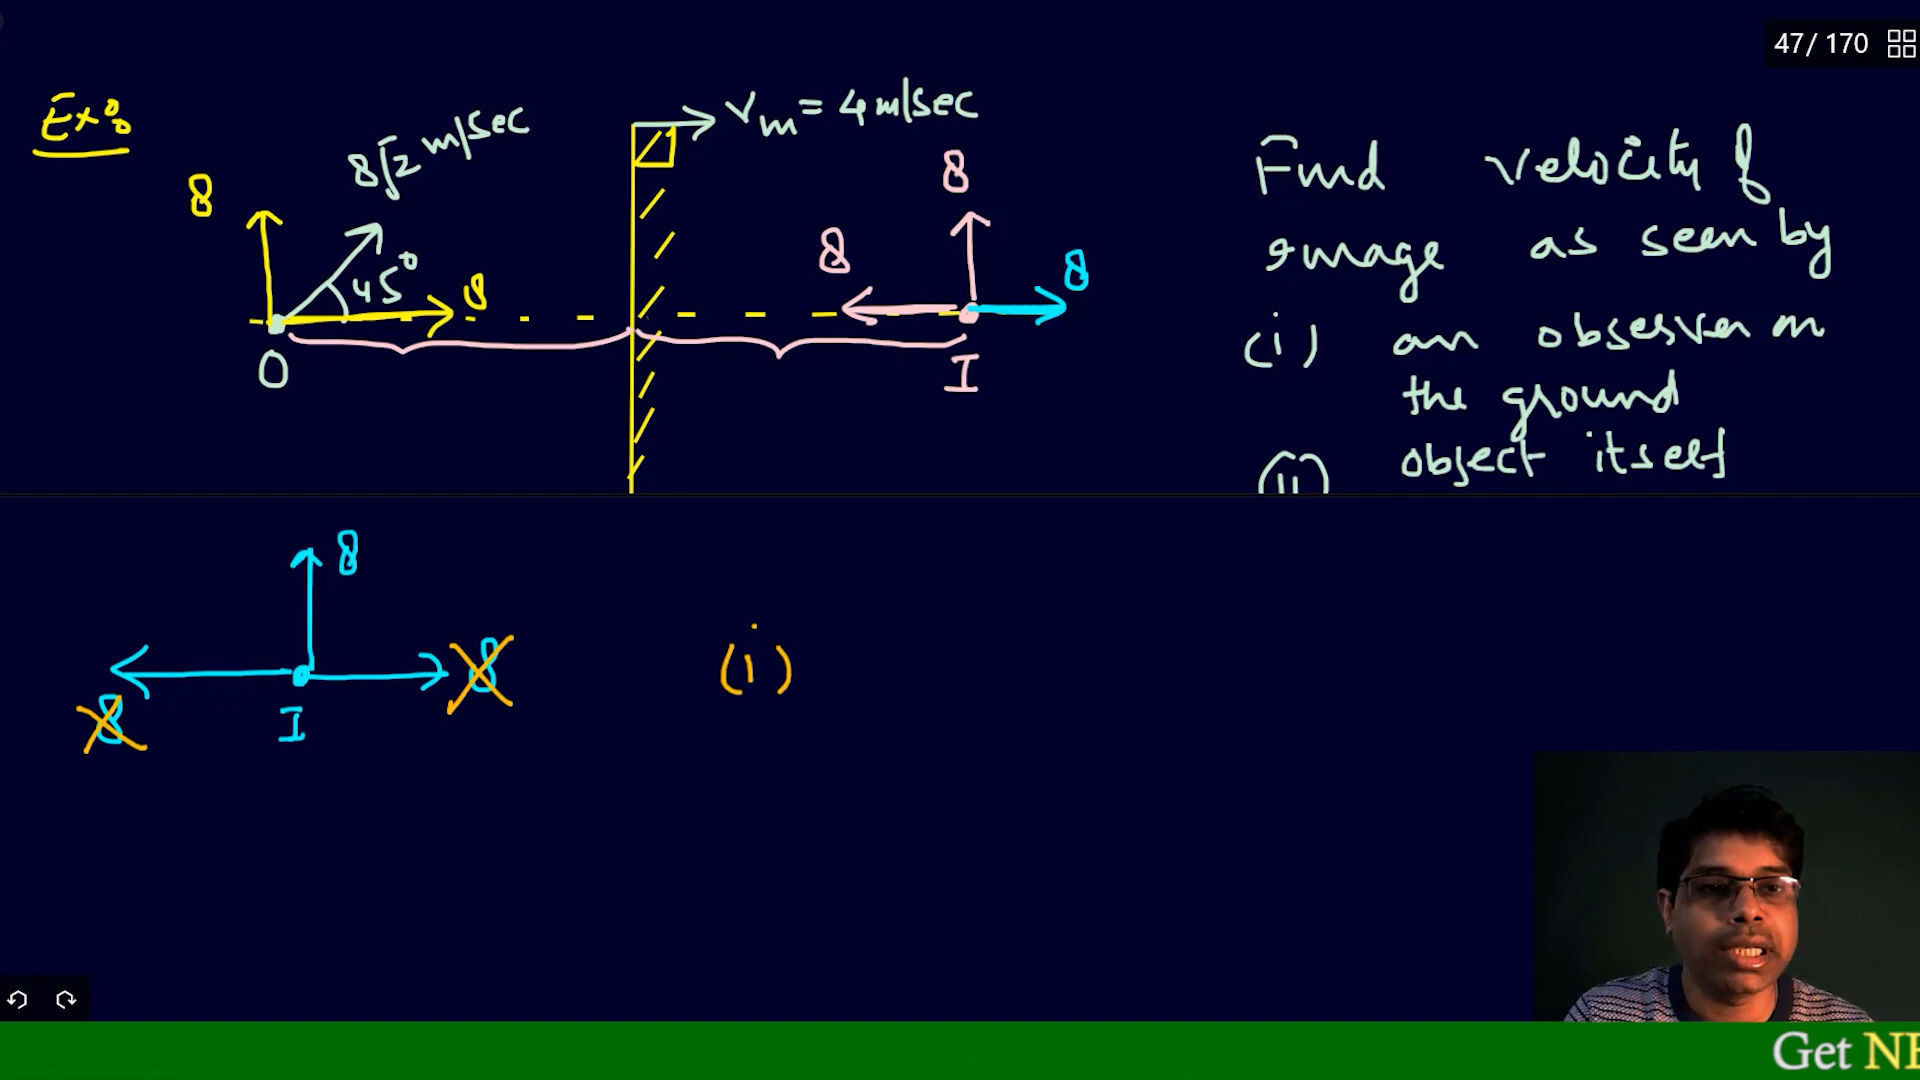 47/ 170
Ex:
8√2 m/sec
Vm = 4 m/sec
8
8
45°
8
8
8
O
I
Find velocity of
image as seen by
(i) an observer on
the ground
(ii) object itself
8
8
8
I
(i)
Get NE